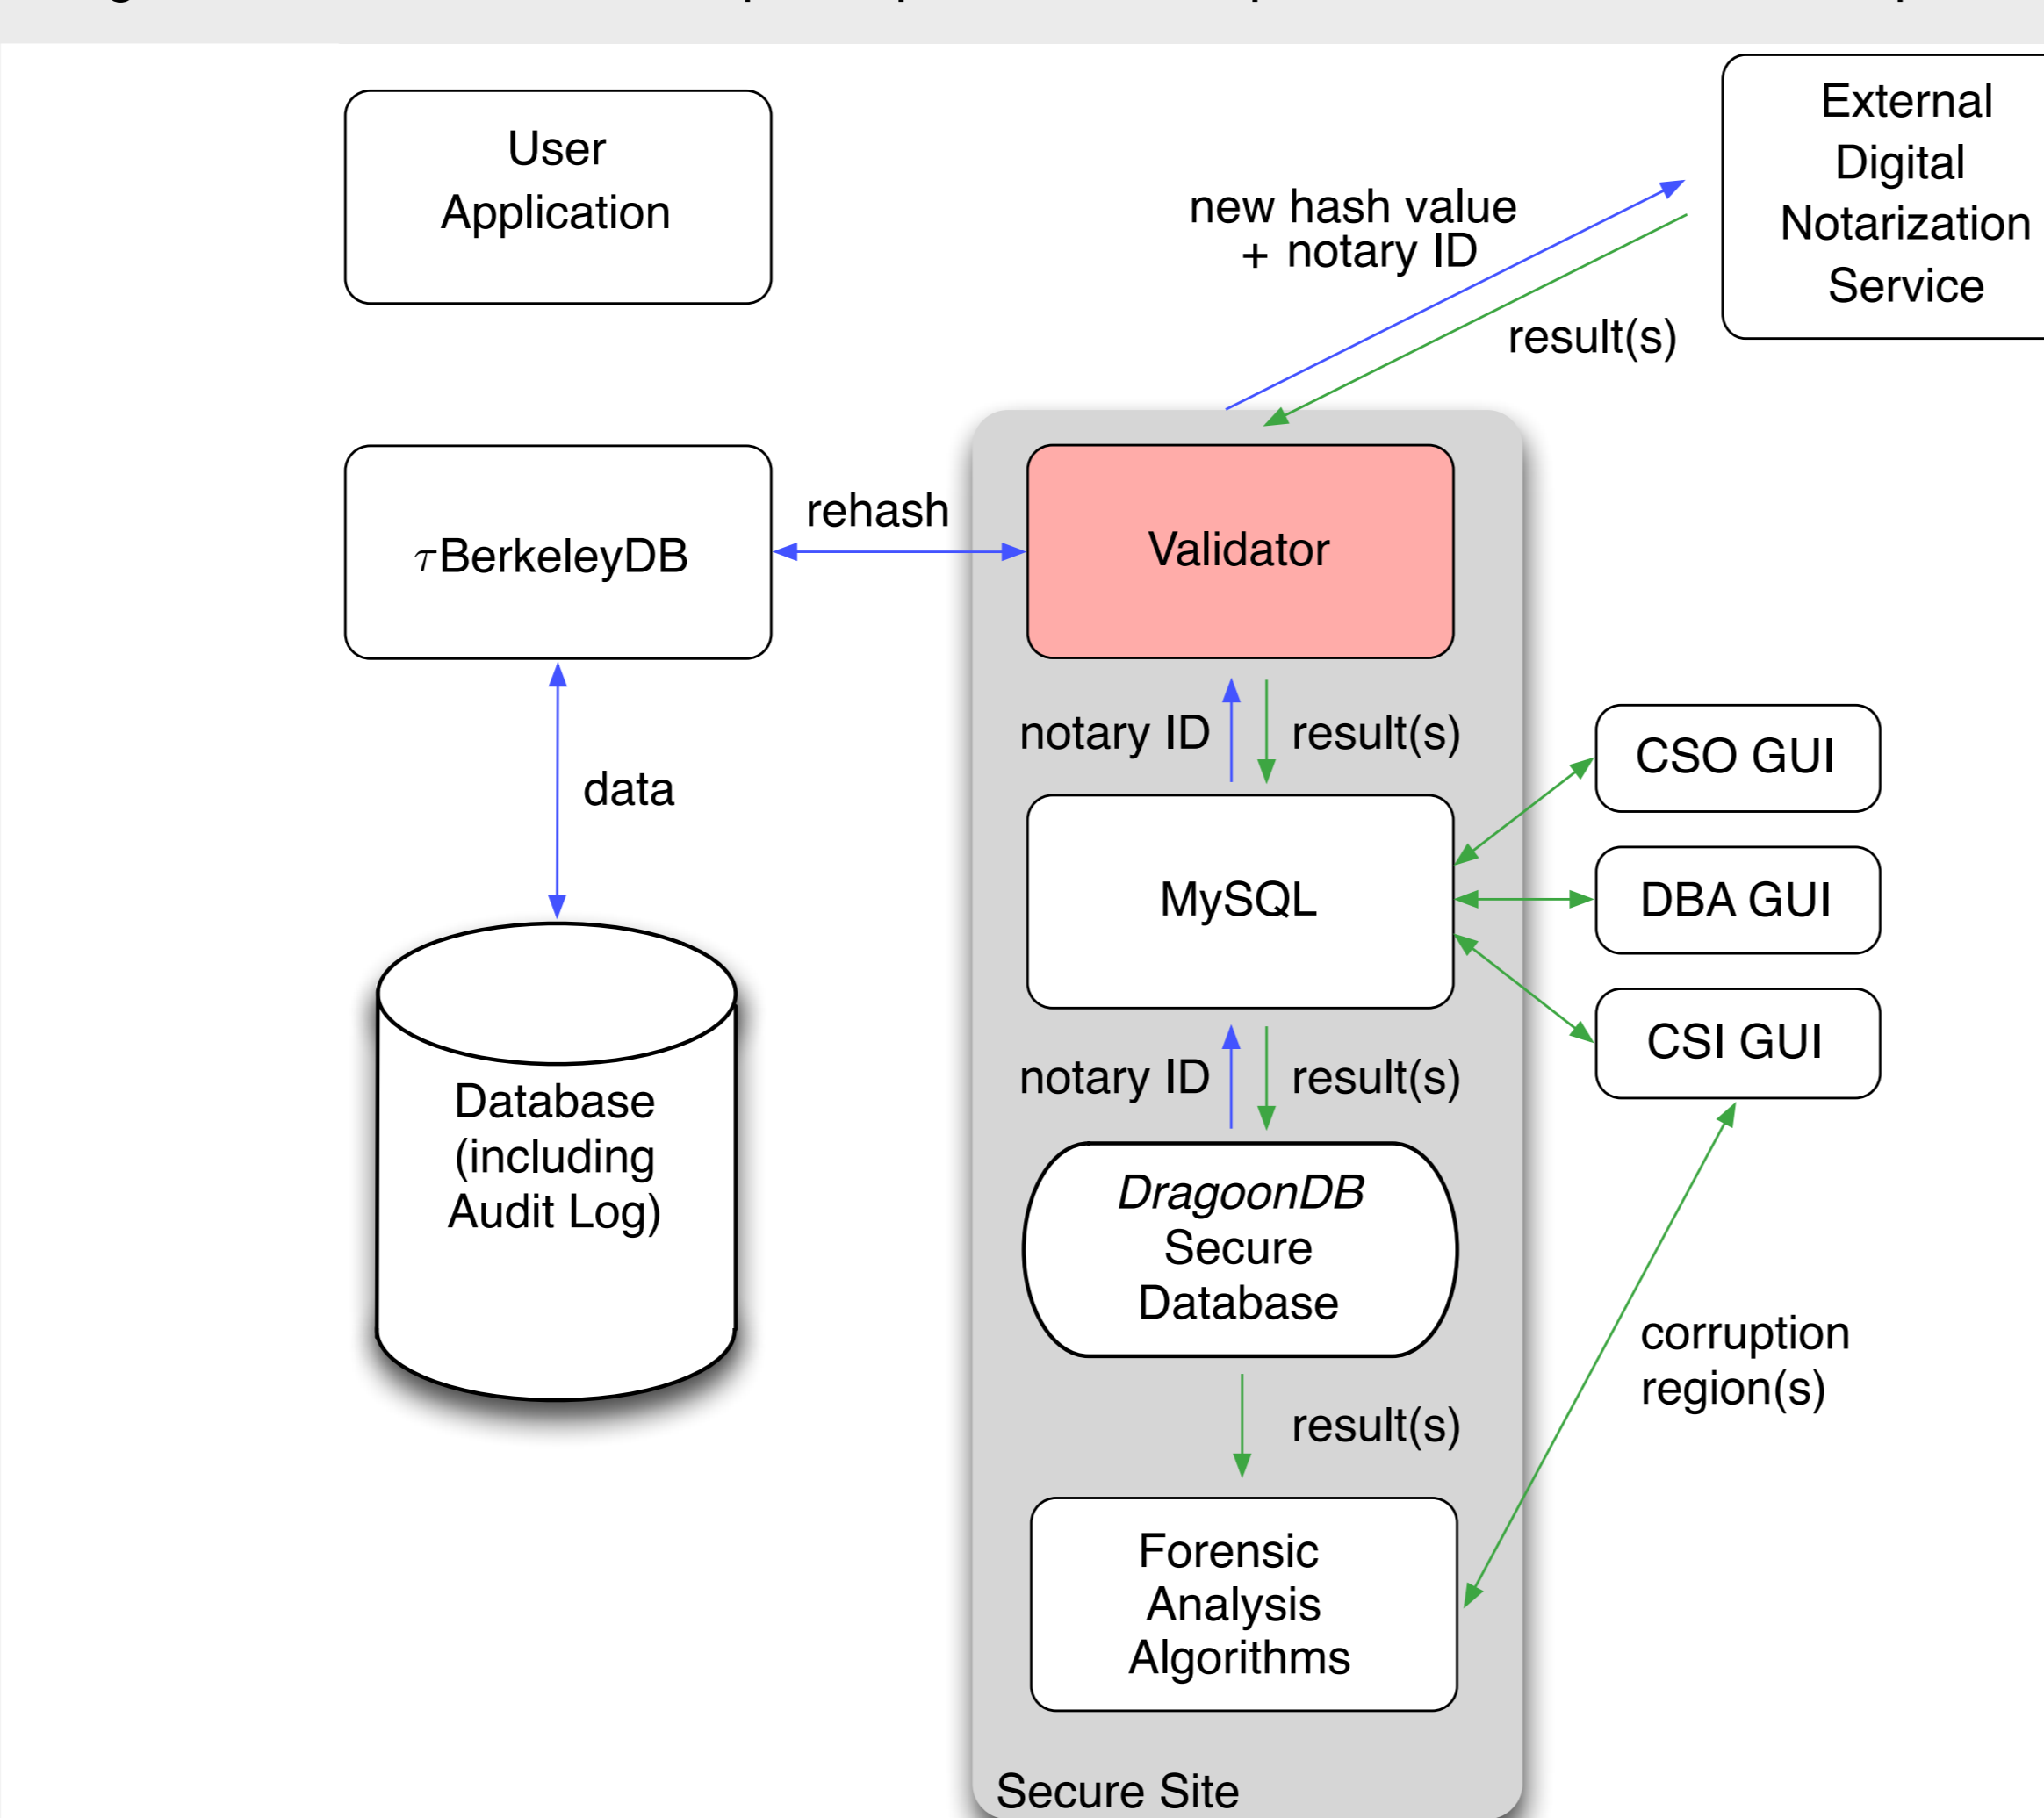 User
Application
External
Digital
Notarization
Service
new hash value
+ notary ID
result(s)
τBerkeleyDB
rehash
Validator
notary ID
result(s)
data
MySQL
CSO GUI
DBA GUI
CSI GUI
notary ID
result(s)
Database
(including
Audit Log)
DragoonDB
Secure
Database
corruption
region(s)
result(s)
Forensic
Analysis
Algorithms
Secure Site